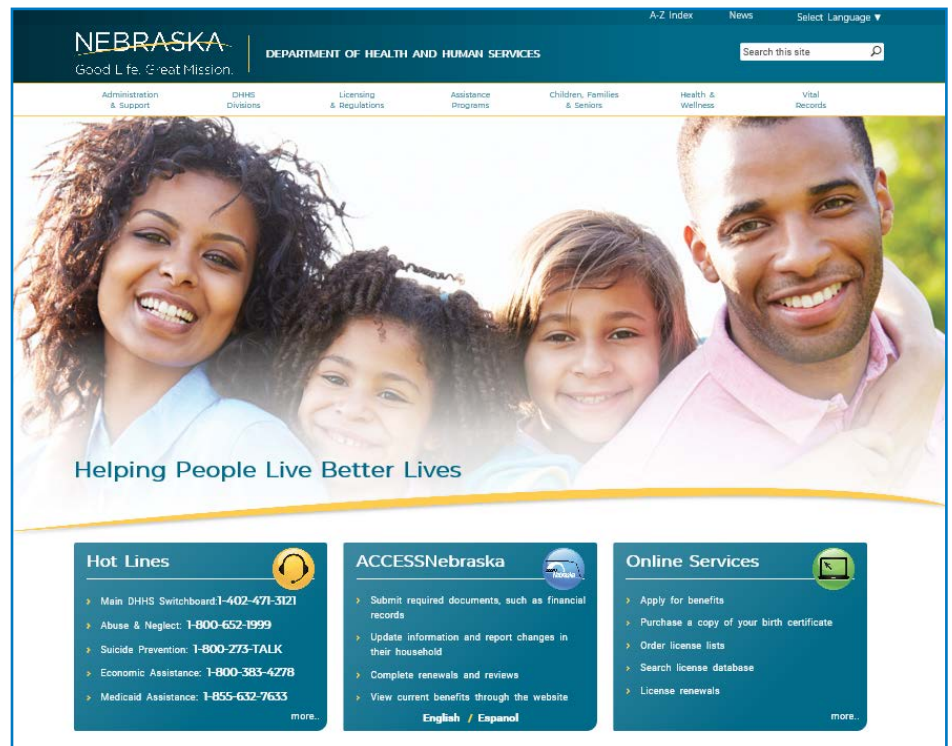 A-Z Index News Select Language ▼
NEBRASKA
Good Life. Great Mission.
DEPARTMENT OF HEALTH AND HUMAN SERVICES
Search this site
Administration & Support
DHHS Divisions
Licensing & Regulations
Assistance Programs
Children, Families & Seniors
Health & Wellness
Vital Records
Helping People Live Better Lives
Hot Lines
› Main DHHS Switchboard:1-402-471-3121
› Abuse & Neglect: 1-800-652-1999
› Suicide Prevention: 1-800-273-TALK
› Economic Assistance: 1-800-383-4278
› Medicaid Assistance: 1-855-632-7633
more..
ACCESSNebraska
› Submit required documents, such as financial
records
› Update information and report changes in
their household
› Complete renewals and reviews
› View current benefits through the website
English / Espanol
Online Services
› Apply for benefits
› Purchase a copy of your birth certificate
› Order license lists
› Search license database
› License renewals
more..